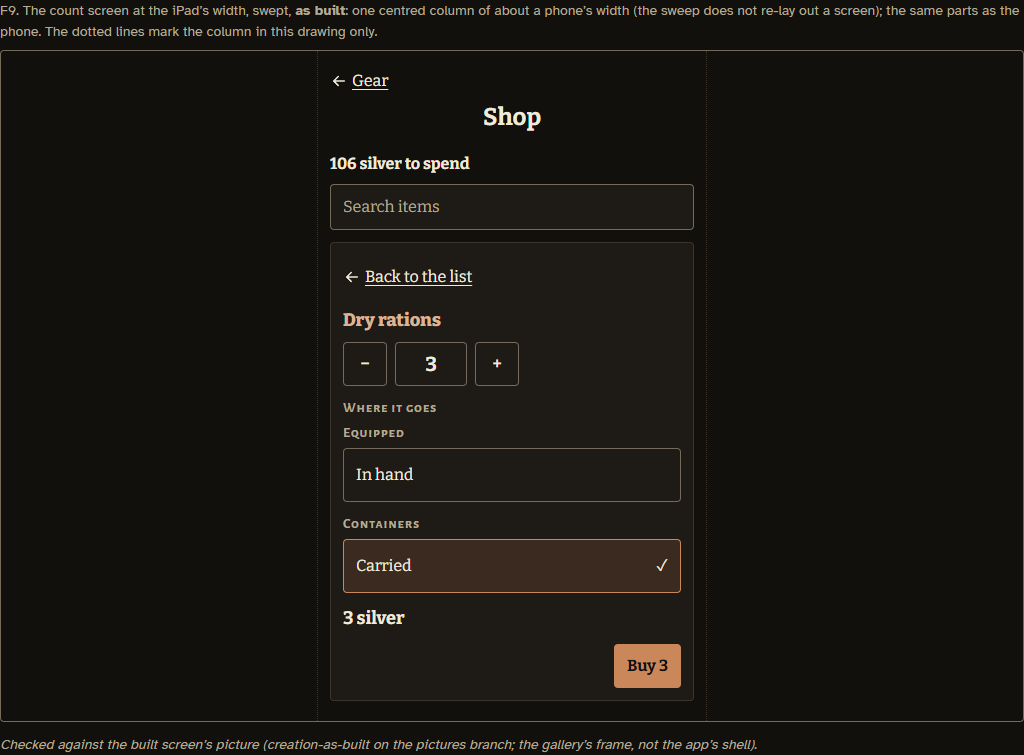 F9. The count screen at the iPad's width, swept, as built: one centred column of about a phone's width (the sweep does not re-lay out a screen); the same parts as the
phone. The dotted lines mark the column in this drawing only.
← Gear
Shop
106 silver to spend
Search items
← Back to the list
Dry rations
− 3 +
Where it goes
Equipped
In hand
Containers
Carried ✓
3 silver
Buy 3
Checked against the built screen's picture (creation-as-built on the pictures branch; the gallery's frame, not the app's shell).